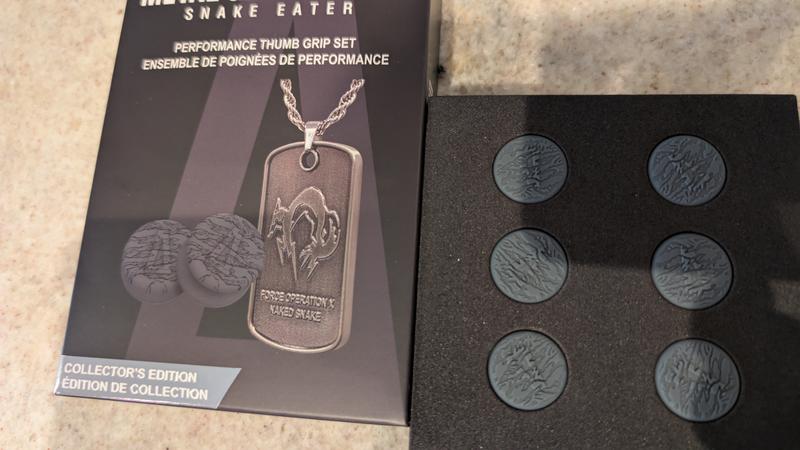 SNAKE EATER
PERFORMANCE THUMB GRIP SET
ENSEMBLE DE POIGNÉES DE PERFORMANCE
FORCE OPERATION X
NAKED SNAKE
COLLECTOR'S EDITION
ÉDITION DE COLLECTION